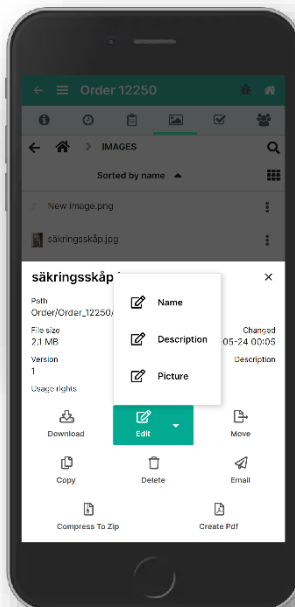 Order 12250
IMAGES
Sorted by name
New image.png
säkringsskåp.jpg
säkringsskåp
Path
Order/Order_12250/
File size
2.1 MB
Changed
05-24 00:05
Version
1
Description
Usage rights
Name
Description
Picture
Download
Edit
Move
Copy
Delete
Email
Compress To Zip
Create Pdf